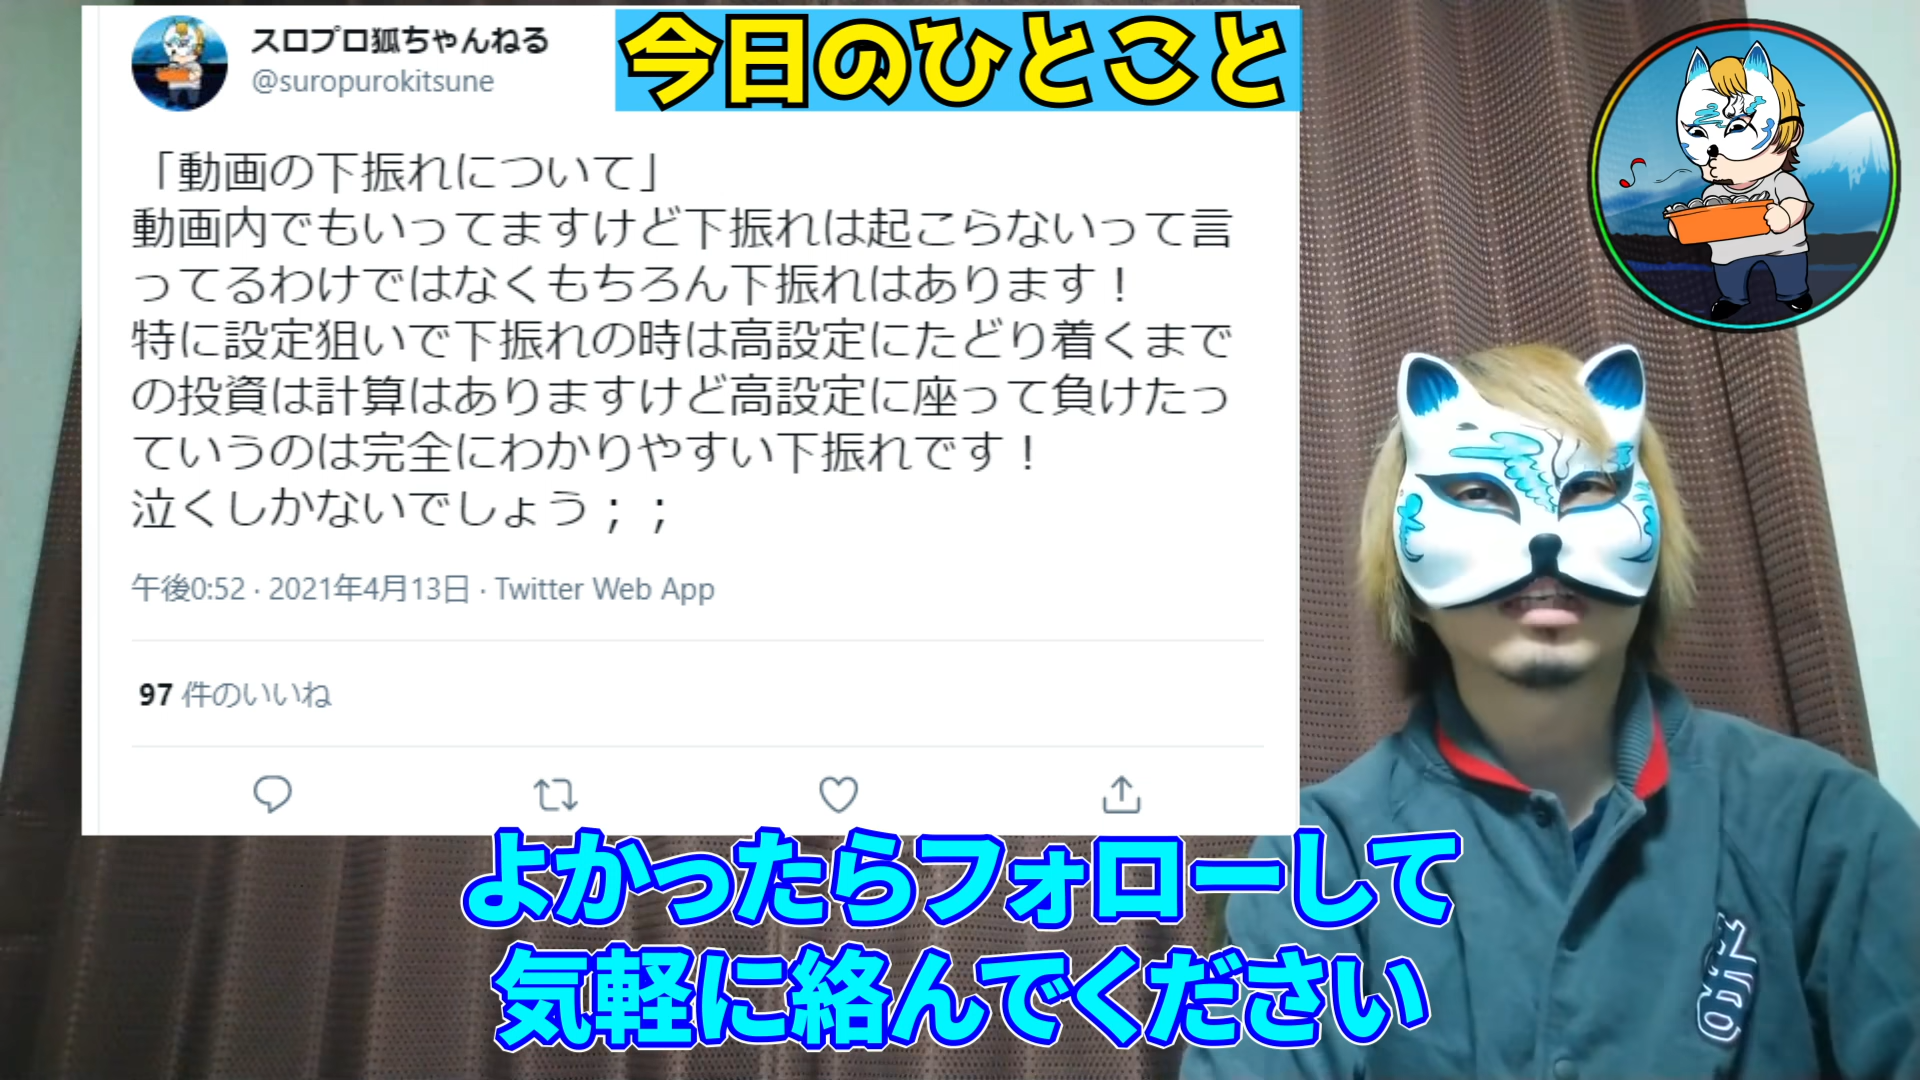 スロプロ狐ちゃんねる
@suropurokitsune
今日のひとこと
「動画の下振れについて」
動画内でもいってますけど下振れは起こらないって言
ってるわけではなくもちろん下振れはあります！
特に設定狙いで下振れの時は高設定にたどり着くまで
の投資は計算はありますけど高設定に座って負けたっ
ていうのは完全にわかりやすい下振れです！
泣くしかないでしょう；；
午後0:52 · 2021年4月13日 · Twitter Web App
97 件のいいね
よかったらフォローして
気軽に絡んでください